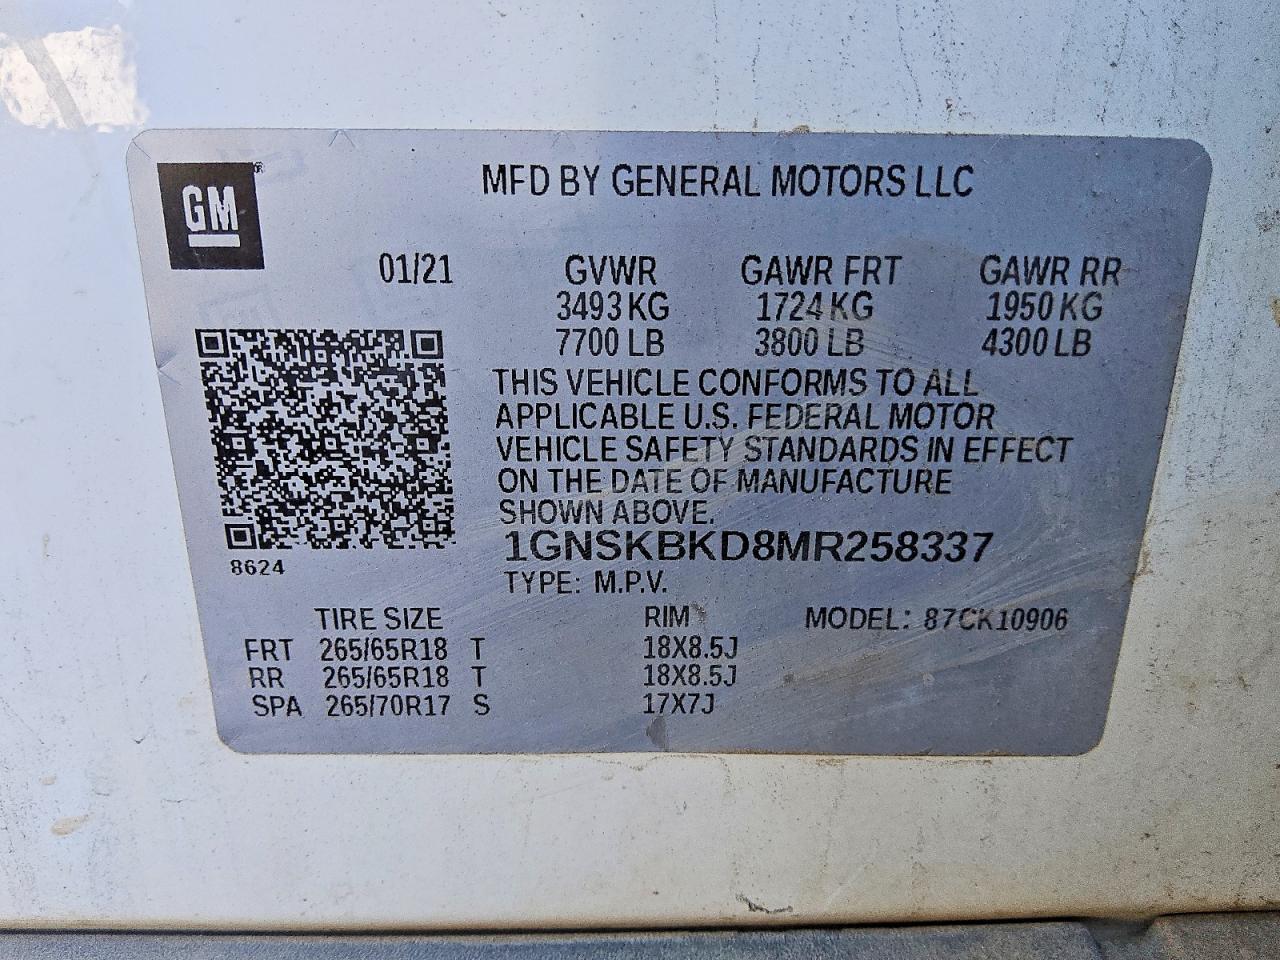 GM®
MFD BY GENERAL MOTORS LLC
01/21 GVWR GAWR FRT GAWR RR
3493 KG 1724 KG 1950 KG
7700 LB 3800 LB 4300 LB
THIS VEHICLE CONFORMS TO ALL
APPLICABLE U.S. FEDERAL MOTOR
VEHICLE SAFETY STANDARDS IN EFFECT
ON THE DATE OF MANUFACTURE
SHOWN ABOVE.
1GNSKBKD8MR258337
8624
TYPE: M.P.V.
TIRE SIZE RIM MODEL: 87CK10906
FRT 265/65R18 T 18X8.5J
RR 265/65R18 T 18X8.5J
SPA 265/70R17 S 17X7J